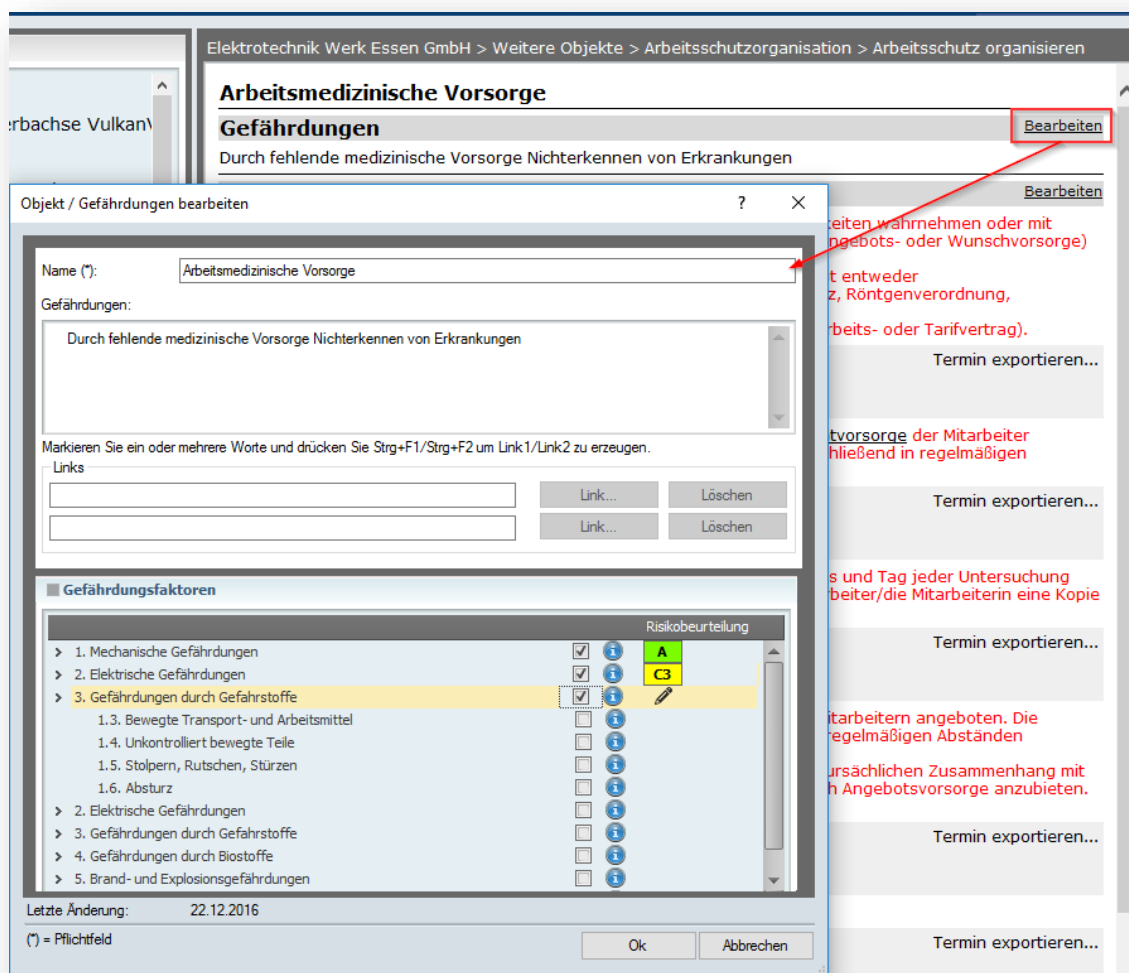 Elektrotechnik Werk Essen GmbH > Weitere Objekte > Arbeitsschutzorganisation > Arbeitsschutz organisieren
Arbeitsmedizinische Vorsorge
erbachse Vulkan
Gefährdungen Bearbeiten
Durch fehlende medizinische Vorsorge Nichterkennen von Erkrankungen
Bearbeiten
Objekt / Gefährdungen bearbeiten ?
eiten wahrnehmen oder mit
ngebots- oder Wunschvorsorge)
Name (*): Arbeitsmedizinische Vorsorge
t entweder
z, Röntgenverordnung,
Gefährdungen:
rbeits- oder Tarifvertrag).
Durch fehlende medizinische Vorsorge Nichterkennen von Erkrankungen
Termin exportieren...
tvorsorge der Mitarbeiter
hließend in regelmäßigen
Markieren Sie ein oder mehrere Worte und drücken Sie Strg+F1/Strg+F2 um Link1/Link2 zu erzeugen.
Links
Link... Löschen
Termin exportieren...
Link... Löschen
s und Tag jeder Untersuchung
beiter/die Mitarbeiterin eine Kopie
Gefährdungsfaktoren
Risikobeurteilung
Termin exportieren...
1. Mechanische Gefährdungen A
2. Elektrische Gefährdungen C3
3. Gefährdungen durch Gefahrstoffe
1.3. Bewegte Transport- und Arbeitsmittel
1.4. Unkontrolliert bewegte Teile
1.5. Stolpern, Rutschen, Stürzen
1.6. Absturz
2. Elektrische Gefährdungen
3. Gefährdungen durch Gefahrstoffe
4. Gefährdungen durch Biostoffe
5. Brand- und Explosionsgefährdungen
itarbeitern angeboten. Die
regelmäßigen Abständen
ursächlichen Zusammenhang mit
h Angebotsvorsorge anzubieten.
Termin exportieren...
Letzte Änderung: 22.12.2016
(*) = Pflichtfeld
Ok Abbrechen
Termin exportieren...